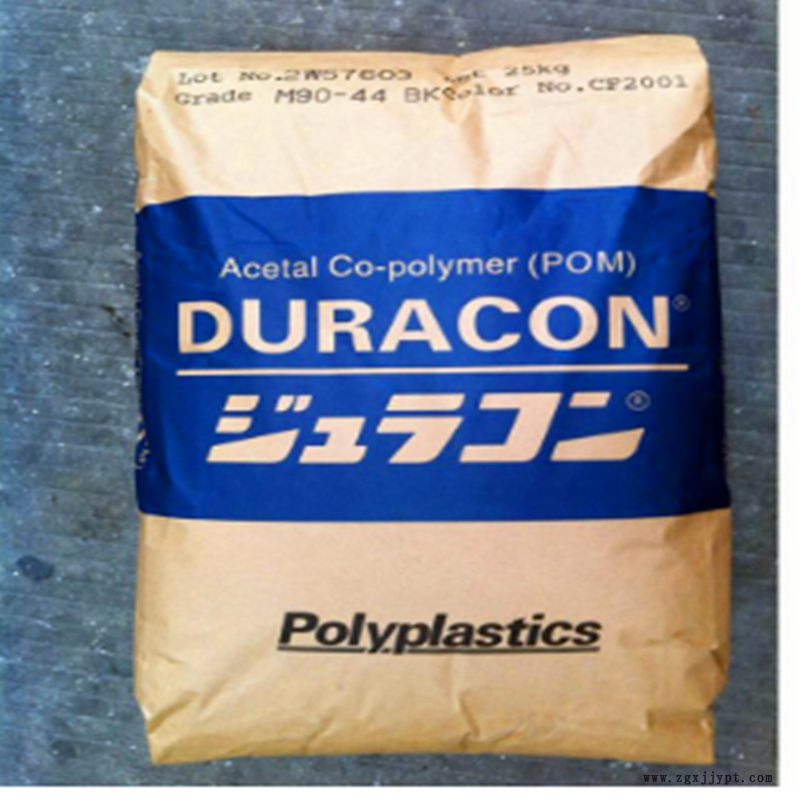 Lot No.2W57603 25kg
Grade M90-44 BK Color No.CF2001
Acetal Co-polymer (POM)
DURACON®
ジュラコン®
Polyplastics
www.zgxjjypt.com